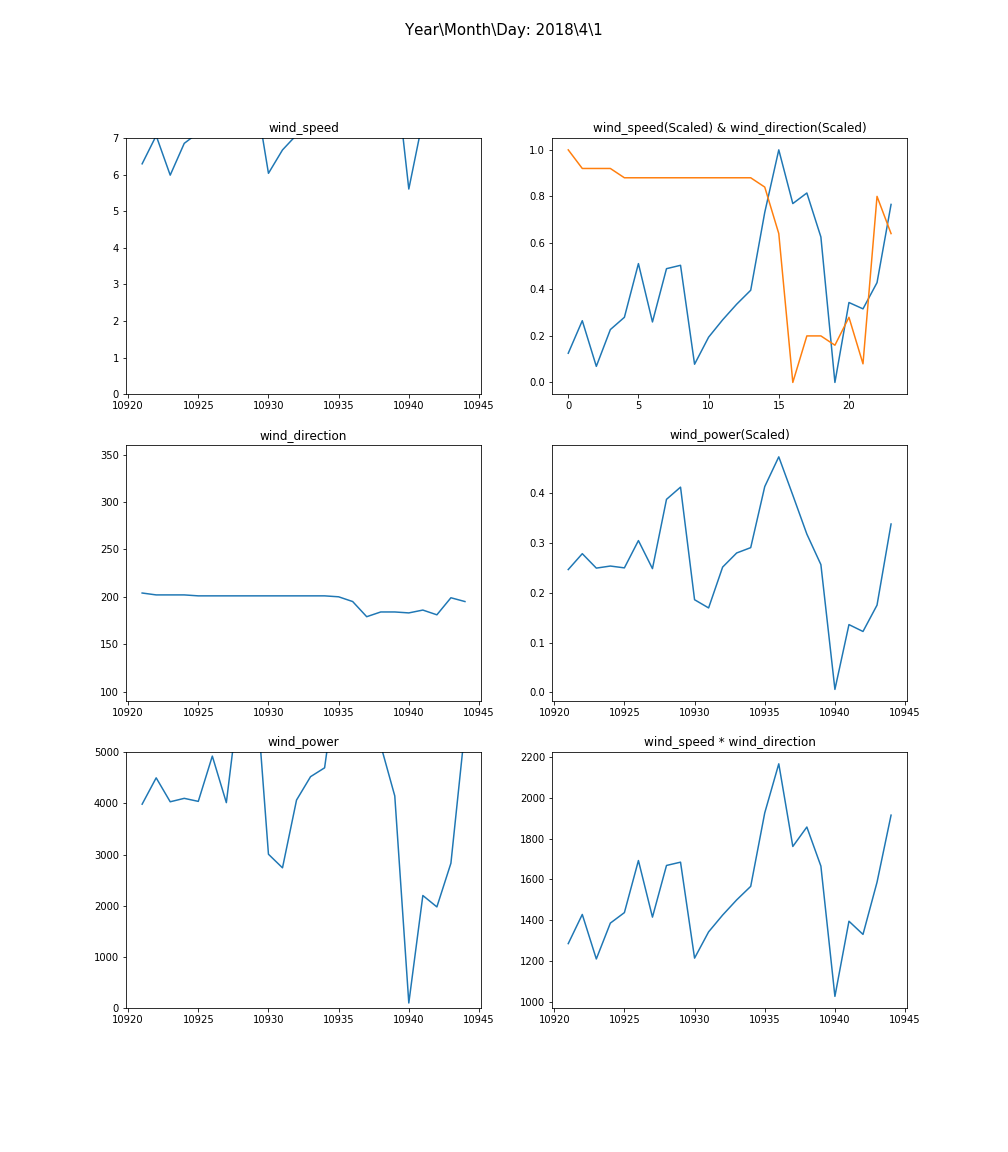 Year\Month\Day: 2018\4\1
wind_speed
7
6
5
4
3
2
1
0
10920 10925 10930 10935 10940 10945
wind_speed(Scaled) & wind_direction(Scaled)
1.0
0.8
0.6
0.4
0.2
0.0
0 5 10 15 20
wind_direction
350
300
250
200
150
100
10920 10925 10930 10935 10940 10945
wind_power(Scaled)
0.4
0.3
0.2
0.1
0.0
10920 10925 10930 10935 10940 10945
wind_power
5000
4000
3000
2000
1000
0
10920 10925 10930 10935 10940 10945
wind_speed * wind_direction
2200
2000
1800
1600
1400
1200
1000
10920 10925 10930 10935 10940 10945